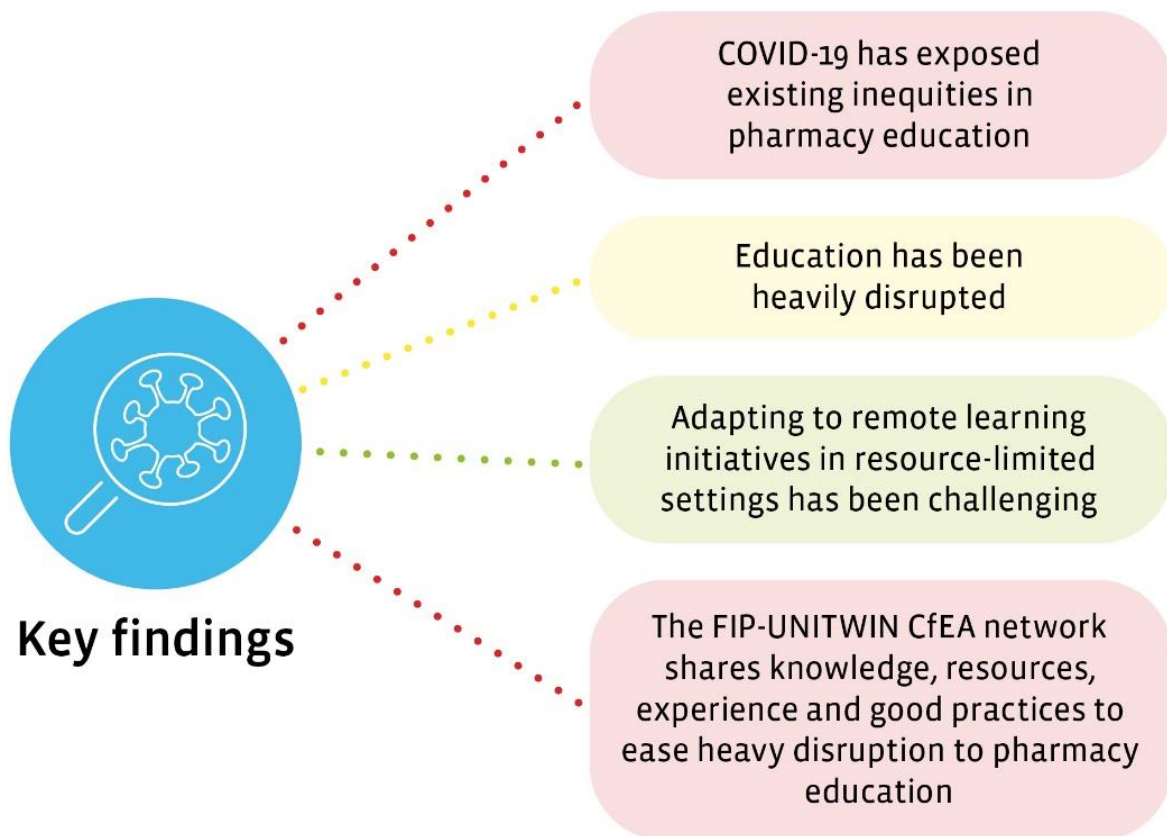 COVID-19 has exposed
existing inequities in
pharmacy education
Education has been
heavily disrupted
Adapting to remote learning
initiatives in resource-limited
settings has been challenging
Key findings
The FIP-UNITWIN CfEA network
shares knowledge, resources,
experience and good practices to
ease heavy disruption to pharmacy
education